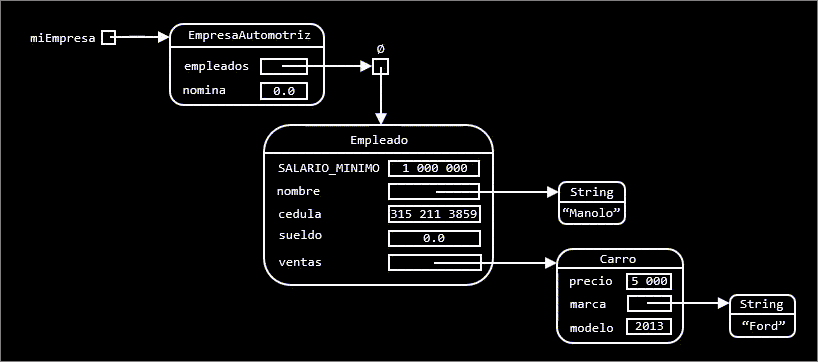 miEmpresa
EmpresaAutomotriz
empleados
Ø
nomina 0.0
Empleado
SALARIO_MINIMO 1 000 000
nombre
String
cedula 315 211 3859
“Manolo”
sueldo 0.0
ventas
Carro
precio 5 000
marca
String
modelo 2013
“Ford”